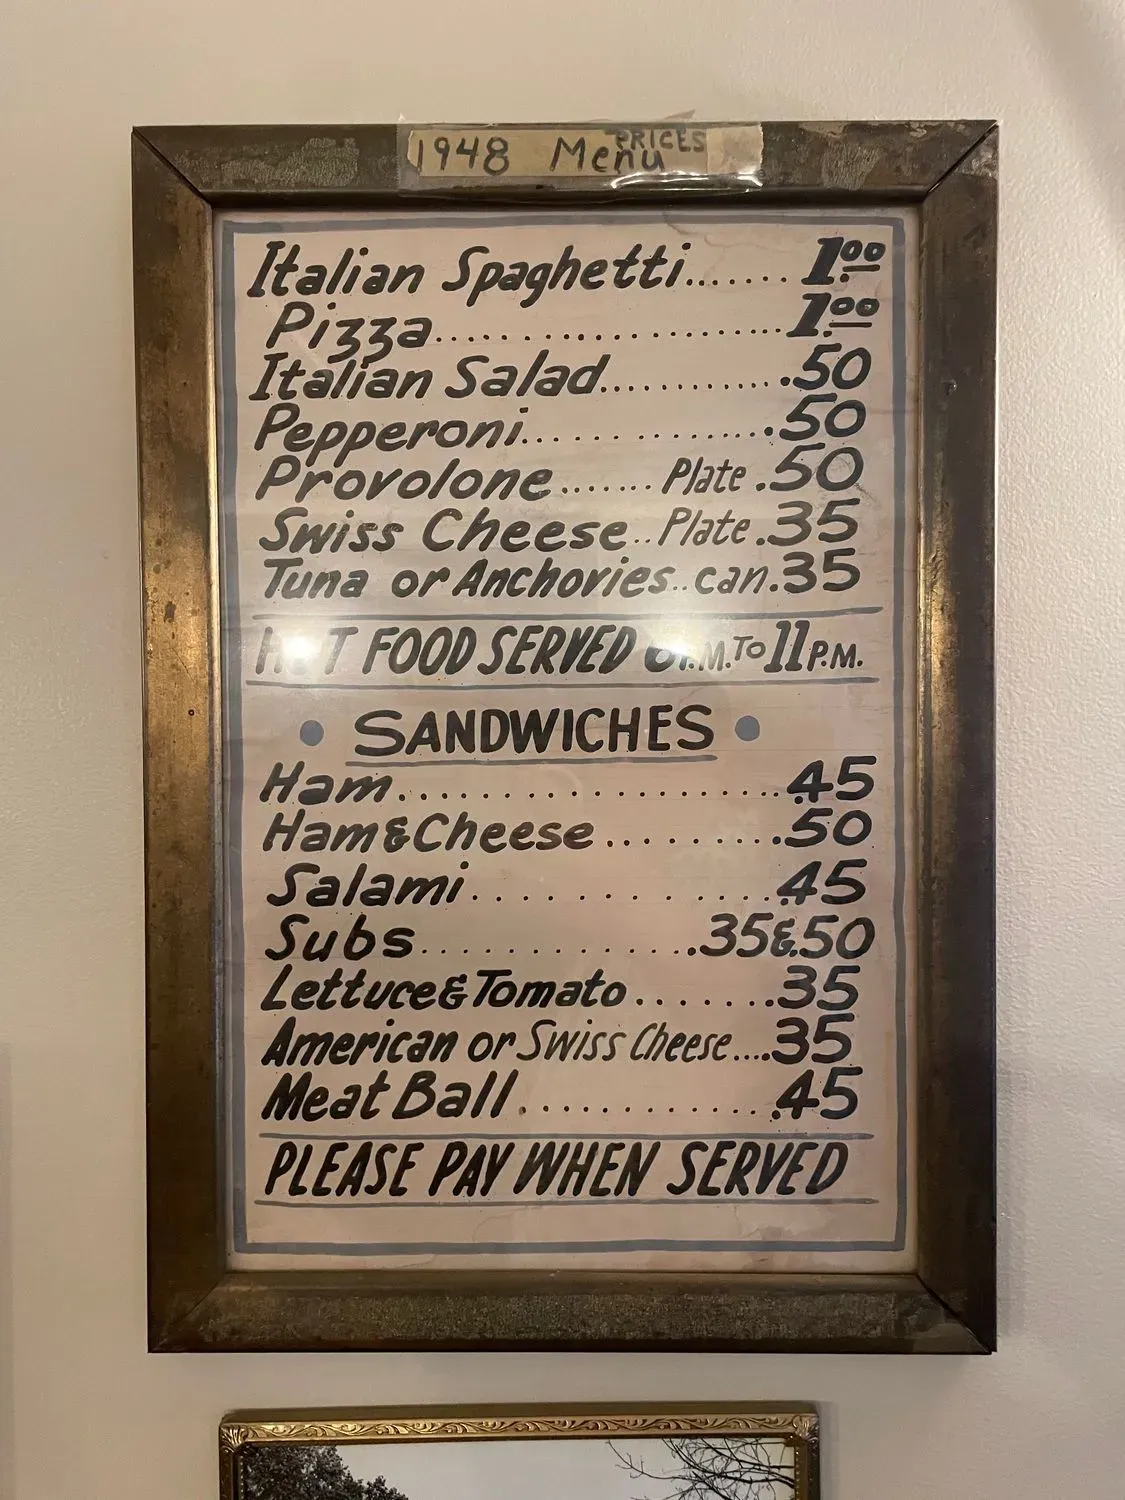 1948 Menu PRICES
Italian Spaghetti....... 1.00
Pizza................... 1.00
Italian Salad............ .50
Pepperoni............... .50
Provolone....... Plate .50
Swiss Cheese.. Plate .35
Tuna or Anchovies.. can .35
HOT FOOD SERVED 6 P.M. TO 11 P.M.
• SANDWICHES •
Ham.................. .45
Ham & Cheese......... .50
Salami.............. .45
Subs.............. .35 & .50
Lettuce & Tomato....... .35
American or Swiss Cheese.... .35
Meat Ball............. .45
PLEASE PAY WHEN SERVED